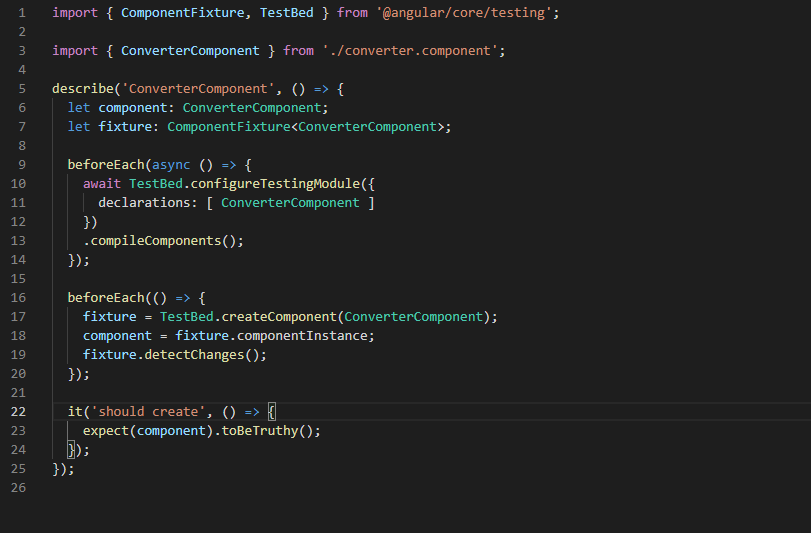 1 import { ComponentFixture, TestBed } from '@angular/core/testing';
2
3 import { ConverterComponent } from './converter.component';
4
5 describe('ConverterComponent', () => {
6   let component: ConverterComponent;
7   let fixture: ComponentFixture<ConverterComponent>;
8
9   beforeEach(async () => {
10     await TestBed.configureTestingModule({
11       declarations: [ ConverterComponent ]
12     })
13     .compileComponents();
14   });
15
16   beforeEach(() => {
17     fixture = TestBed.createComponent(ConverterComponent);
18     component = fixture.componentInstance;
19     fixture.detectChanges();
20   });
21
22   it('should create', () => {
23     expect(component).toBeTruthy();
24   });
25 });
26